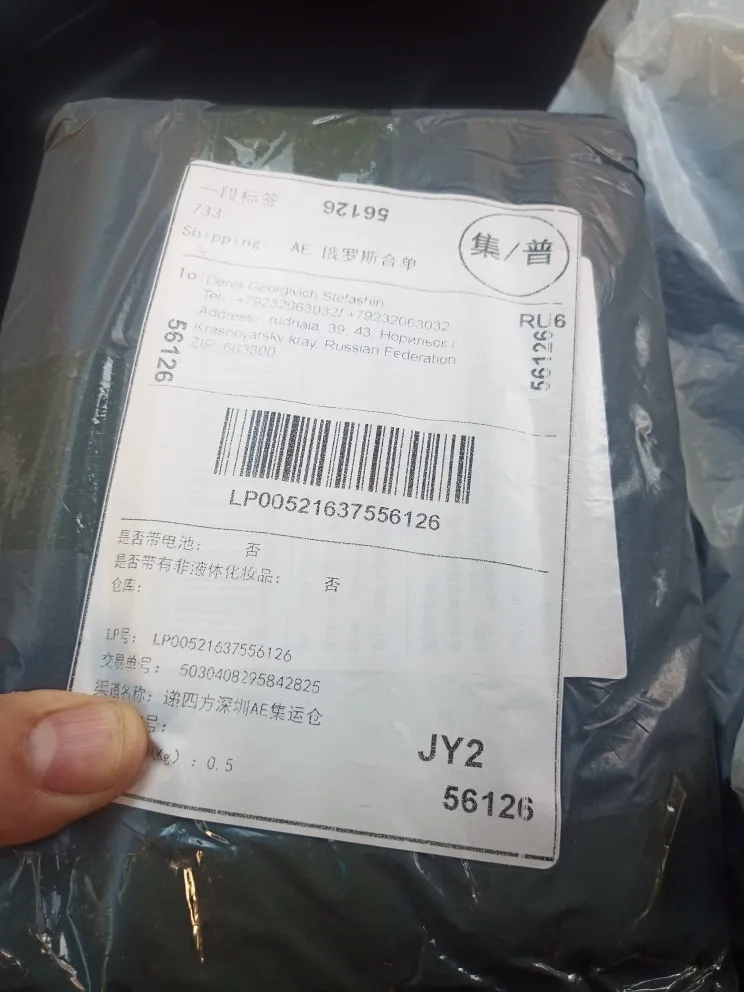 一段标签
56126
733
Shipping: AE 俄罗斯合单
集/普
To: Denis Georgivich Stefashin
Tel: +79232063032/ +79232063032
Address: rudnaia 39, 43, Норильск г.
Krasnoyarsky kray, Russian Federation
ZIP: 663300
RU6
56126
56126
LP00521637556126
是否带电池： 否
是否带有非液体化妆品： 否
仓库：
LP号： LP00521637556126
交易单号： 5030408295842825
渠道名称：递四方深圳AE集运仓
号：
(Kg) : 0.5
JY2
56126